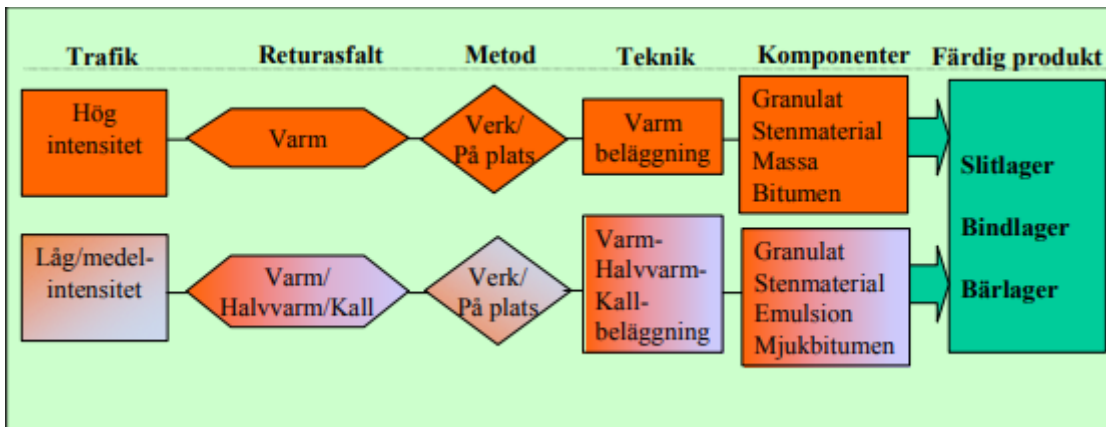 Trafik Returasfalt Metod Teknik Komponenter Färdig produkt
Hög
intensitet
Varm
Verk/
På plats
Varm
beläggning
Granulat
Stenmaterial
Massa
Bitumen
Låg/medel-
intensitet
Varm/
Halvvarm/Kall
Verk/
På plats
Varm-
Halvvarm-
Kall-
beläggning
Granulat
Stenmaterial
Emulsion
Mjukbitumen
Slitlager
Bindlager
Bärlager